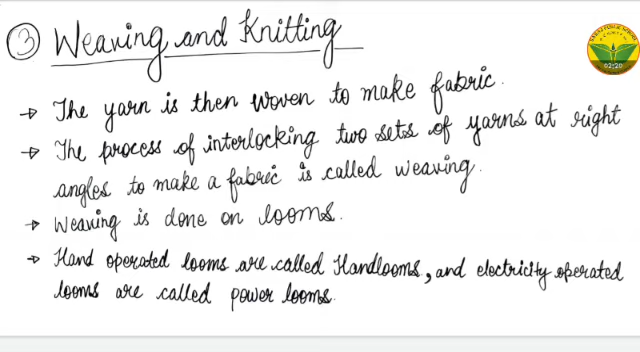 ③ Weaving and Knitting
→ The yarn is then woven to make fabric.
→ The process of interlocking two sets of yarns at right
angles to make a fabric is called weaving.
→ Weaving is done on looms.
→ Hand operated looms are called Handlooms, and electricity operated
looms are called power looms.
02:20